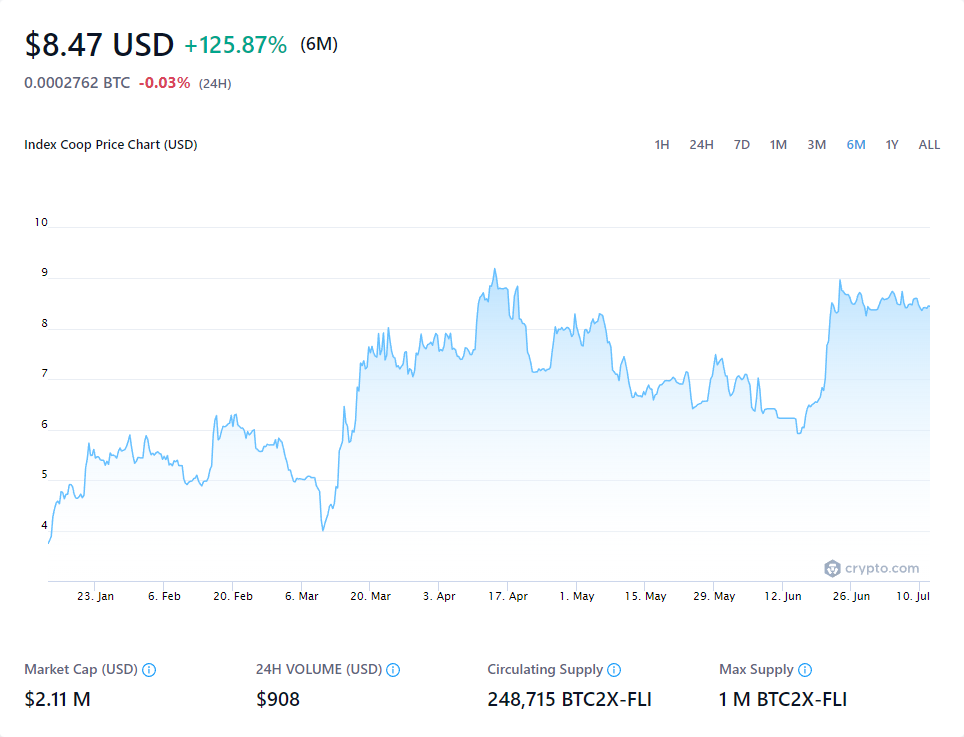 $8.47 USD +125.87% (6M)
0.0002762 BTC -0.03% (24H)
Index Coop Price Chart (USD) 1H 24H 7D 1M 3M 6M 1Y ALL
10
9
8
7
6
5
4
crypto.com
23. Jan 6. Feb 20. Feb 6. Mar 20. Mar 3. Apr 17. Apr 1. May 15. May 29. May 12. Jun 26. Jun 10. Jul
Market Cap (USD) 24H VOLUME (USD) Circulating Supply Max Supply
$2.11 M $908 248,715 BTC2X-FLI 1 M BTC2X-FLI